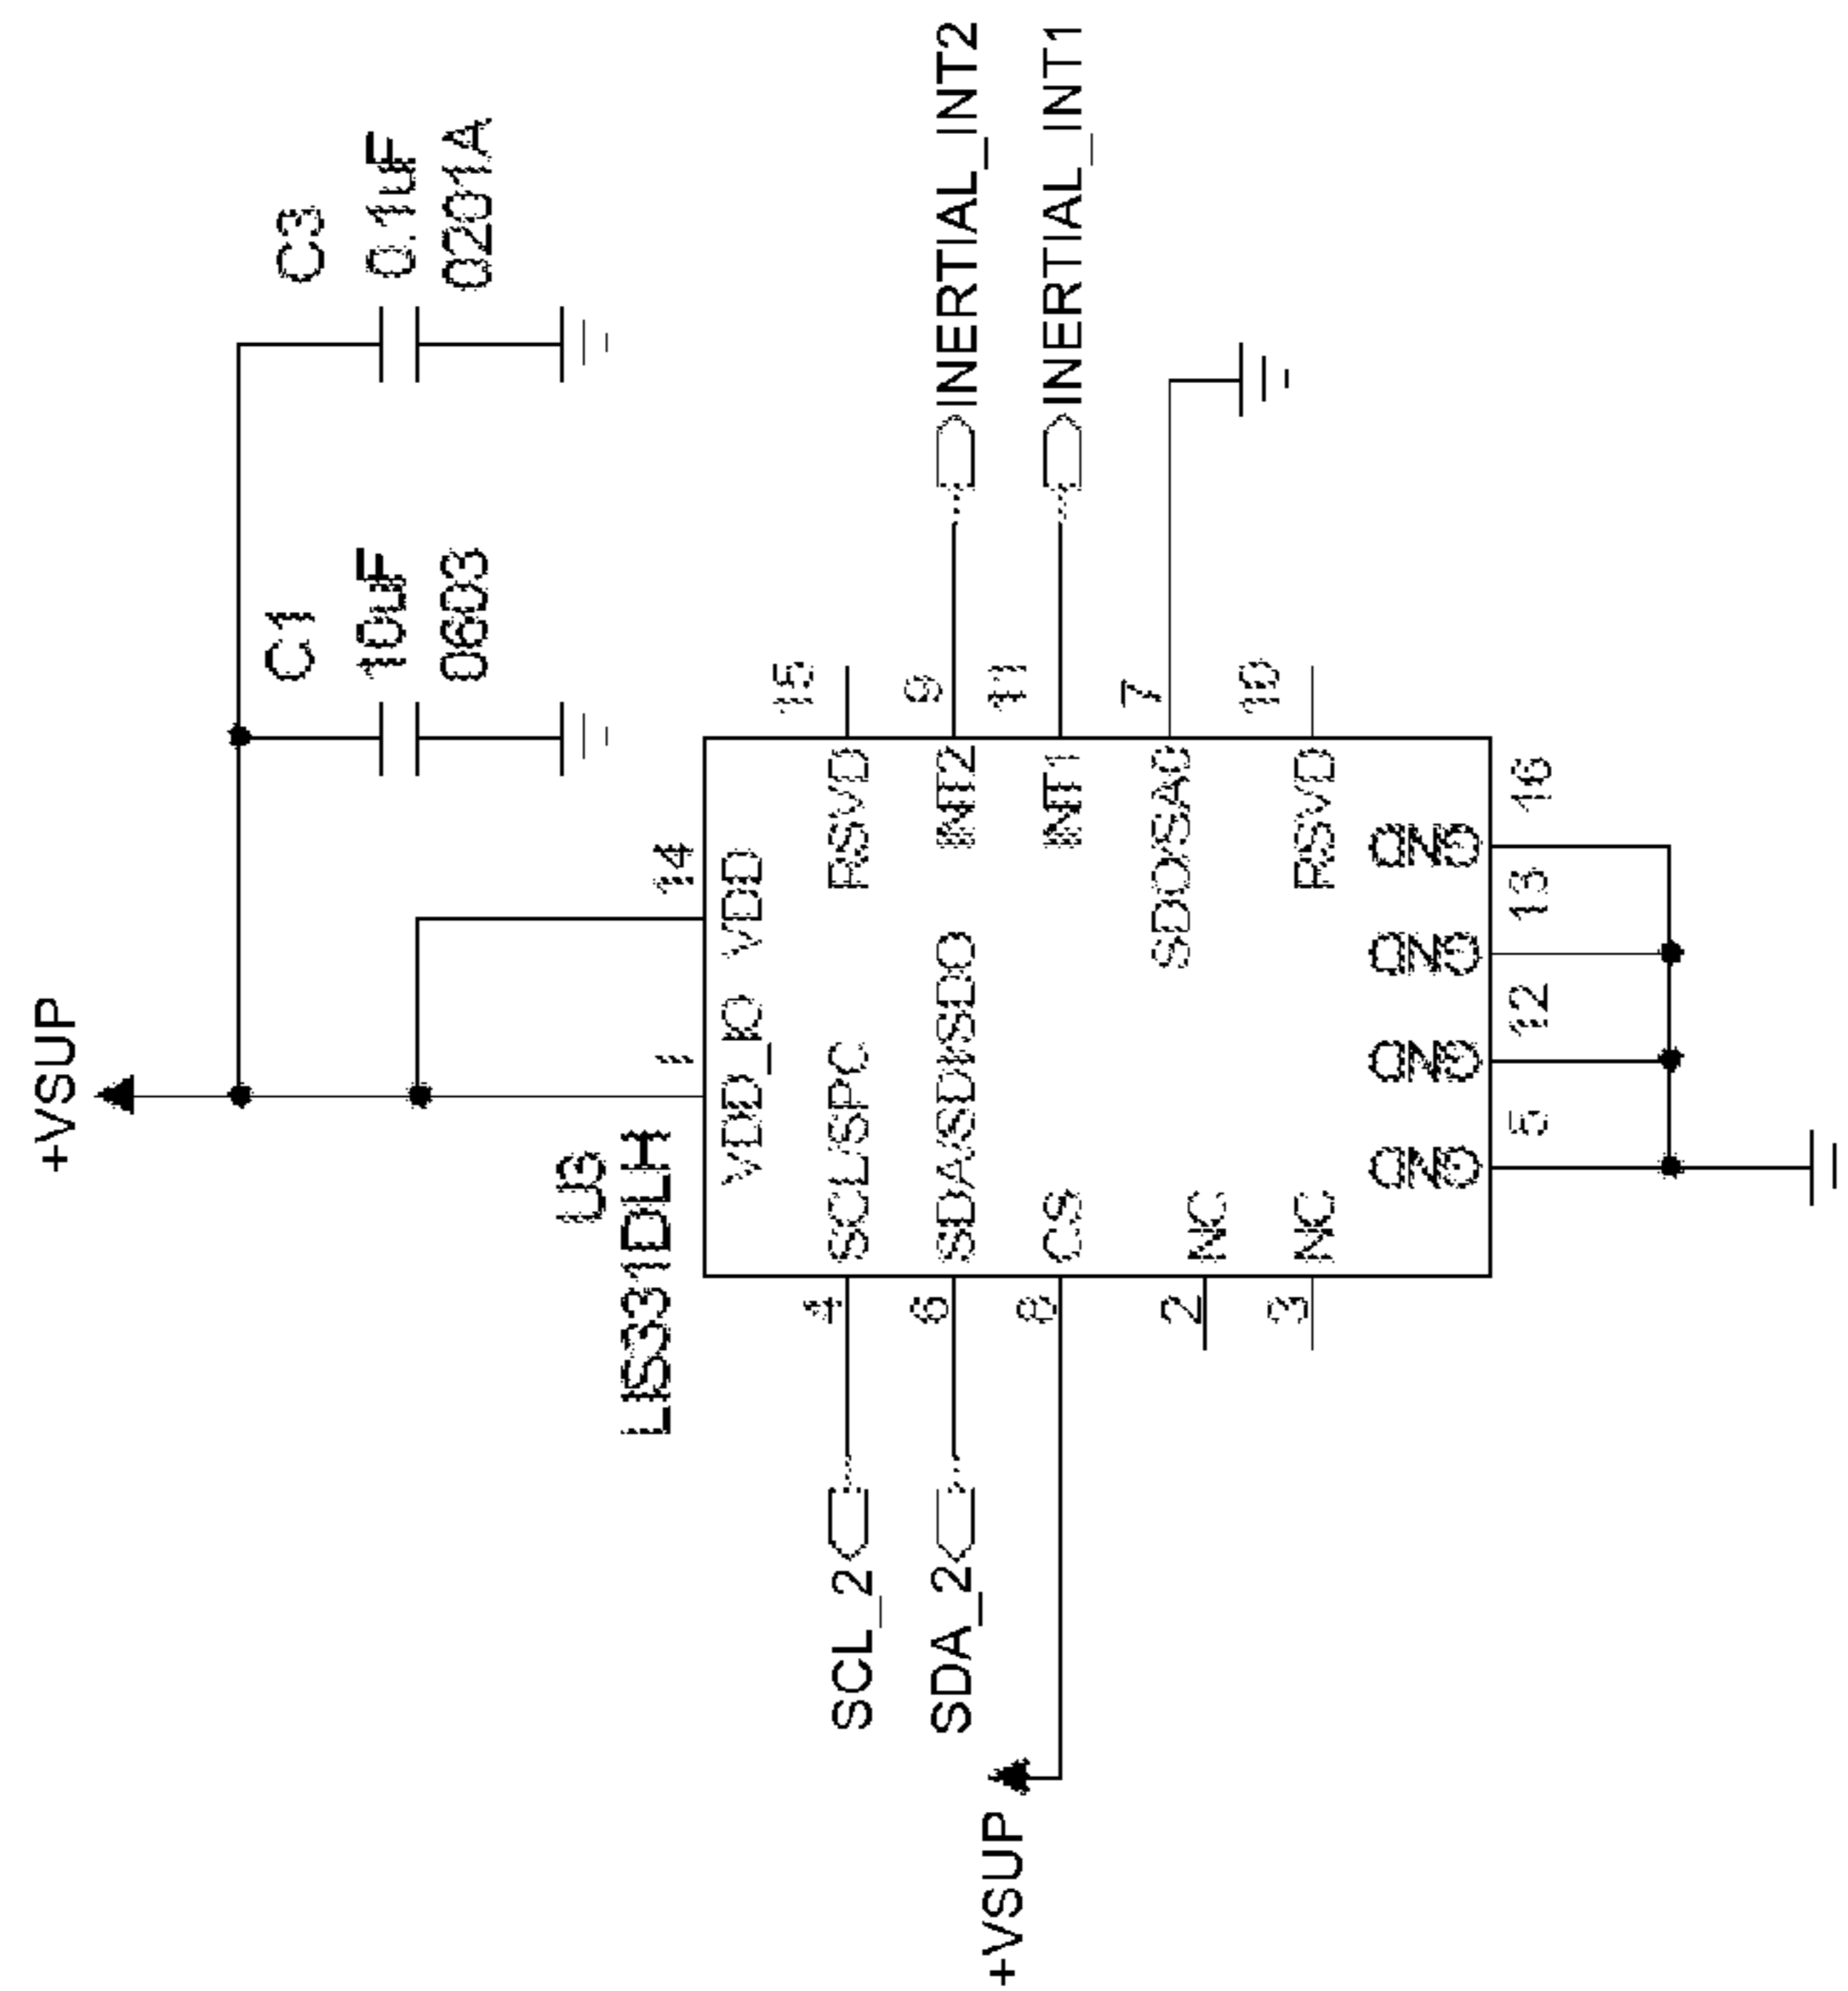 +VSUP
C1
10uF
0603
C3
0.1uF
0201A
U3
LIS331DLH
1
14
VDD_IO
VDD
SCL_2
4
SCL/SPC
RSVD
15
SDA_2
6
SDA/SDI/SDO
INT2
9
INERTIAL_INT2
+VSUP
8
CS
INT1
11
INERTIAL_INT1
SDO/SA0
7
2
NC
3
NC
RSVD
10
GND
GND
GND
GND
5
12
13
16